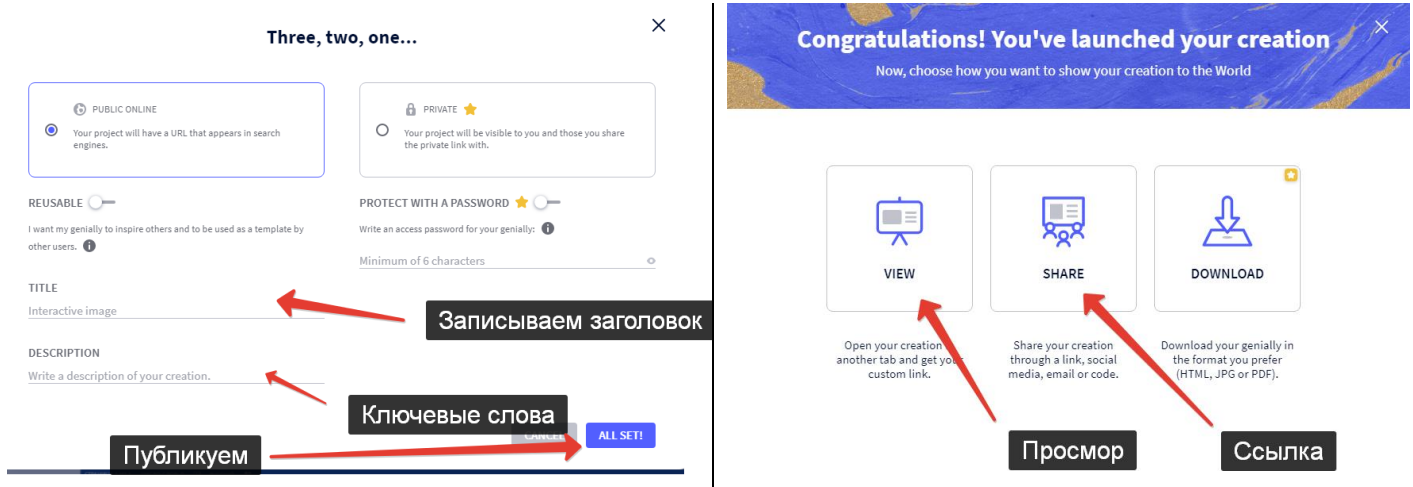 Three, two, one...
PUBLIC ONLINE
Your project will have a URL that appears in search
engines.
PRIVATE
Your project will be visible to you and those you share
the private link with.
REUSABLE
I want my genially to inspire others and to be used as a template by
other users.
PROTECT WITH A PASSWORD
Write an access password for your genially:
Minimum of 6 characters
TITLE
Interactive image
Записываем заголовок
DESCRIPTION
Write a description of your creation.
Ключевые слова
CANCEL
ALL SET!
Публикуем
Congratulations! You've launched your creation
Now, choose how you want to show your creation to the World
VIEW
Open your creation
another tab and get your
custom link.
SHARE
Share your creation
through a link, social
media, email or code.
DOWNLOAD
Download your genially in
the format you prefer
(HTML, JPG or PDF).
Просмор
Ссылка